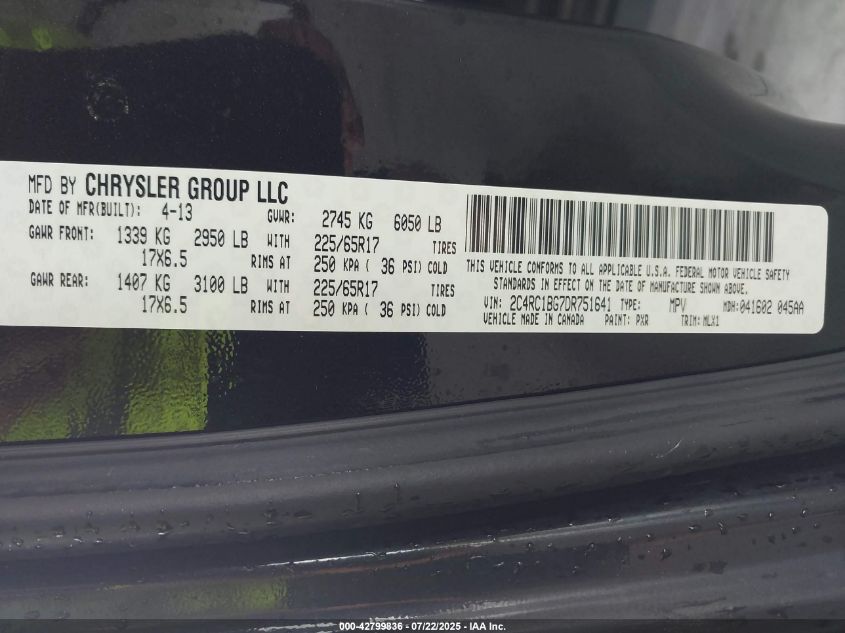 MFD BY CHRYSLER GROUP LLC
DATE OF MFR(BUILT): 4-13 GVWR: 2745 KG 6050 LB
GAWR FRONT: 1339 KG 2950 LB WITH 225/65R17 TIRES
17X6.5 RIMS AT 250 KPA ( 36 PSI) COLD
GAWR REAR: 1407 KG 3100 LB WITH 225/65R17 TIRES
17X6.5 RIMS AT 250 KPA ( 36 PSI) COLD
THIS VEHICLE CONFORMS TO ALL APPLICABLE U.S.A. FEDERAL MOTOR VEHICLE SAFETY
STANDARDS IN EFFECT ON THE DATE OF MANUFACTURE SHOWN ABOVE.
VIN: 2C4RC1BG7DR751641 TYPE: MPV MDH:041602 045AA
VEHICLE MADE IN CANADA PAINT: PXR TRIM:MLX1
000-42799836 - 07/22/2025 - IAA Inc.